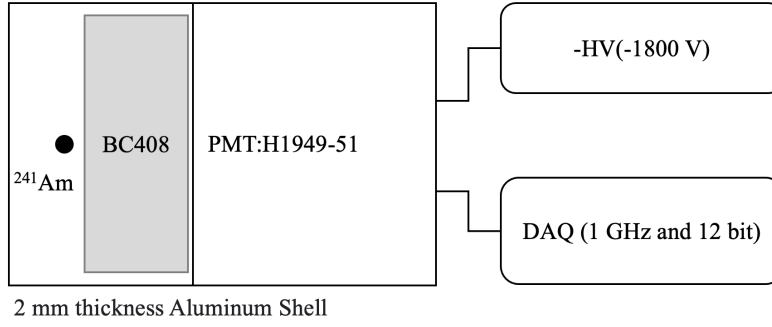 -HV(-1800 V)
BC408
PMT:H1949-51
²⁴¹Am
DAQ (1 GHz and 12 bit)
2 mm thickness Aluminum Shell